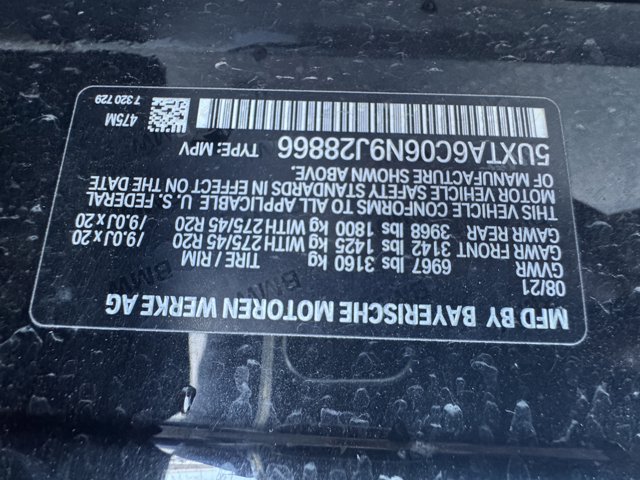 MFD BY BAYERISCHE MOTOREN WERKE AG
08/21
GVWR 6967 lbs 3160 kg TIRE / RIM
GAWR FRONT 3142 lbs 1425 kg WITH 275/45 R20 /9.0J x 20
GAWR REAR 3968 lbs 1800 kg WITH 275/45 R20 /9.0J x 20
THIS VEHICLE CONFORMS TO ALL APPLICABLE U. S. FEDERAL
MOTOR VEHICLE SAFETY STANDARDS IN EFFECT ON THE DATE
OF MANUFACTURE SHOWN ABOVE.
5UXTA6C06N9J28866 TYPE: MPV
475M
7 320 729